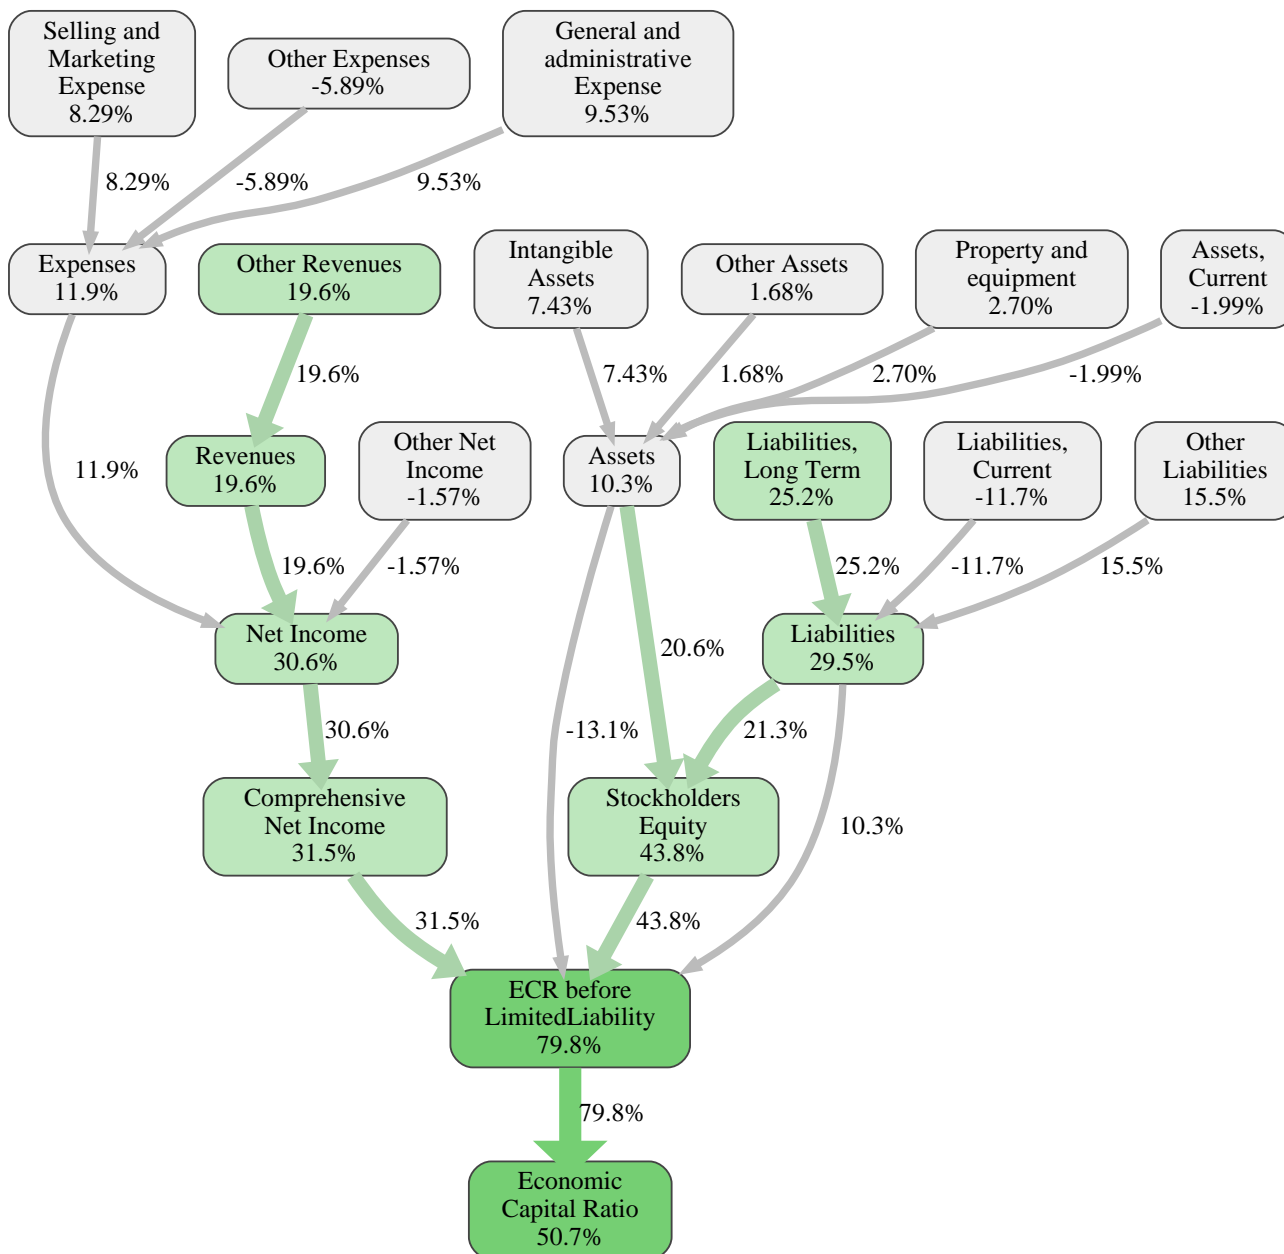 Selling and
Marketing
Expense
8.29%
Other Expenses
-5.89%
General and
administrative
Expense
9.53%
8.29%
-5.89%
9.53%
Expenses
11.9%
Other Revenues
19.6%
Intangible
Assets
7.43%
Other Assets
1.68%
Property and
equipment
2.70%
Assets,
Current
-1.99%
19.6%
7.43%
1.68%
2.70%
-1.99%
11.9%
Revenues
19.6%
Other Net
Income
-1.57%
Assets
10.3%
Liabilities,
Long Term
25.2%
Liabilities,
Current
-11.7%
Other
Liabilities
15.5%
19.6%
-1.57%
25.2%
-11.7%
15.5%
Net Income
30.6%
20.6%
Liabilities
29.5%
30.6%
-13.1%
21.3%
Comprehensive
Net Income
31.5%
Stockholders
Equity
43.8%
10.3%
31.5%
43.8%
ECR before
LimitedLiability
79.8%
79.8%
Economic
Capital Ratio
50.7%